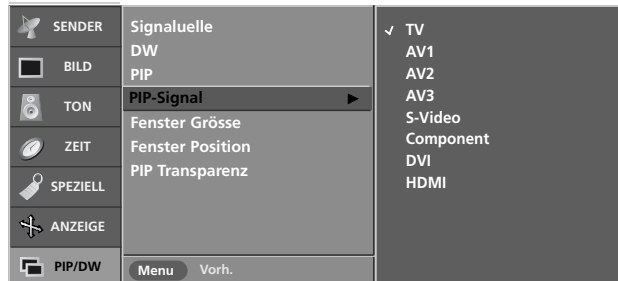 SENDER
BILD
TON
ZEIT
SPEZIELL
ANZEIGE
PIP/DW
Signaluelle
DW
PIP
PIP-Signal
Fenster Grösse
Fenster Position
PIP Transparenz
Menu Vorh.
TV
AV1
AV2
AV3
S-Video
Component
DVI
HDMI